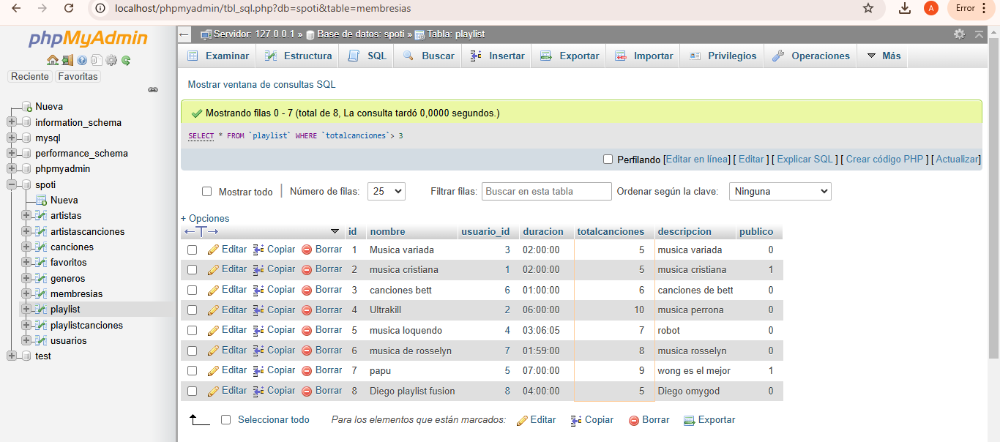 localhost/phpmyadmin/tbl_sql.php?db=spoti&table=membresias
A
Error
phpMyAdmin
Reciente Favoritas
Nueva
information_schema
mysql
performance_schema
phpmyadmin
spoti
Nueva
artistas
artistascanciones
canciones
favoritos
generos
membresias
playlist
playlistcanciones
usuarios
test
Servidor: 127.0.0.1 » Base de datos: spoti » Tabla: playlist
Examinar Estructura SQL Buscar Insertar Exportar Importar Privilegios Operaciones Más
Mostrar ventana de consultas SQL
Mostrando filas 0 - 7 (total de 8, La consulta tardó 0,0000 segundos.)
SELECT * FROM `playlist` WHERE `totalcanciones`> 3
Perfilando [Editar en línea] [ Editar ] [ Explicar SQL ] [ Crear código PHP ] [ Actualizar]
Mostrar todo | Número de filas: 25 Filtrar filas: Buscar en esta tabla Ordenar según la clave: Ninguna
+ Opciones
←T→ id nombre usuario_id duracion totalcanciones descripcion publico
Editar Copiar Borrar 1 Musica variada 3 02:00:00 5 musica variada 0
Editar Copiar Borrar 2 musica cristiana 1 02:00:00 5 musica cristiana 1
Editar Copiar Borrar 3 canciones bett 6 01:00:00 6 canciones de bett 0
Editar Copiar Borrar 4 Ultrakill 2 06:00:00 10 musica perrona 0
Editar Copiar Borrar 5 musica loquendo 4 03:06:05 7 robot 0
Editar Copiar Borrar 6 musica de rosselyn 7 01:59:00 8 musica rosselyn 0
Editar Copiar Borrar 7 papu 5 07:00:00 9 wong es el mejor 1
Editar Copiar Borrar 8 Diego playlist fusion 8 04:00:00 5 Diego omygod 0
Seleccionar todo Para los elementos que están marcados: Editar Copiar Borrar Exportar